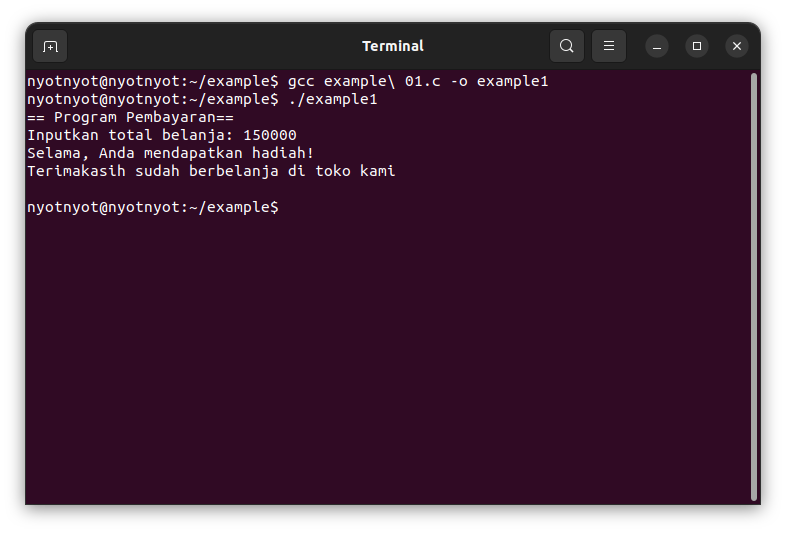 Terminal
nyotnyot@nyotnyot:~/example$ gcc example\ 01.c -o example1
nyotnyot@nyotnyot:~/example$ ./example1
== Program Pembayaran==
Inputkan total belanja: 150000
Selama, Anda mendapatkan hadiah!
Terimakasih sudah berbelanja di toko kami
nyotnyot@nyotnyot:~/example$